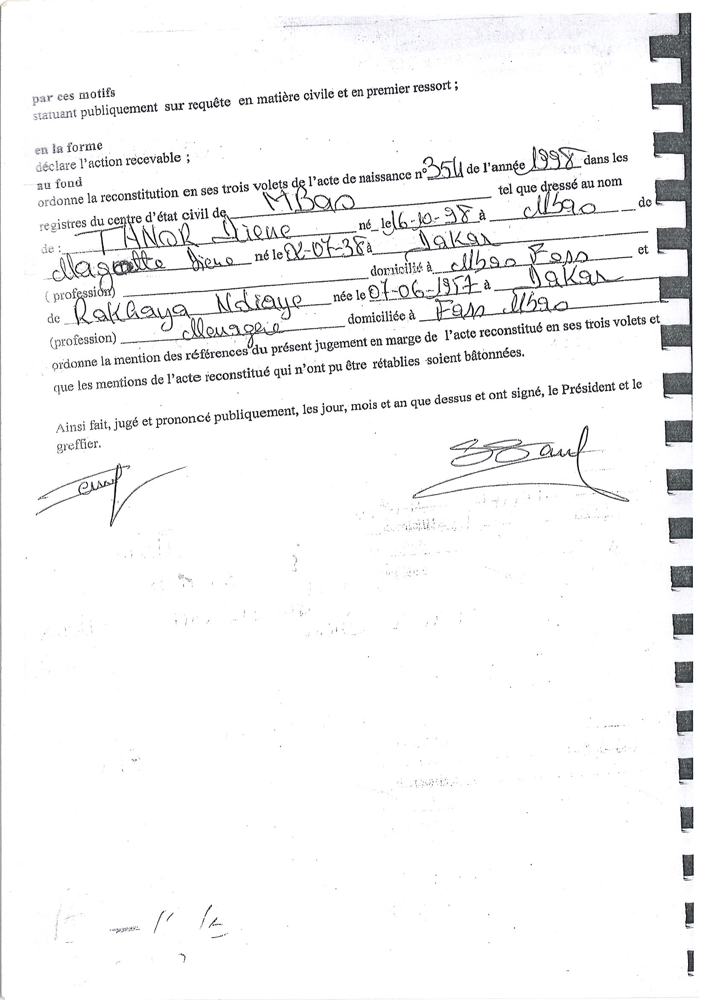 par ces motifs
statuant publiquement sur requête en matière civile et en premier ressort ;
en la forme
déclare l'action recevable ;
au fond
ordonne la reconstitution en ses trois volets de l'acte de naissance n° 354 de l'année 1998 dans les
registres du centre d'état civil de MBao tel que dressé au nom
de : TANOR Diene né le 16-10-98 à Mbao de
Magatte Diene né le 02-07-38 à Dakar
(profession) domicilié à Mbao Fass et
de Rakhaya Ndiaye née le 07-06-1957 à Dakar
(profession) Menagere domiciliée à Fass Mbao
ordonne la mention des références du présent jugement en marge de l'acte reconstitué en ses trois volets et
que les mentions de l'acte reconstitué qui n'ont pu être rétablies soient bâtonnées.
Ainsi fait, jugé et prononcé publiquement, les jour, mois et an que dessus et ont signé, le Président et le
greffier.